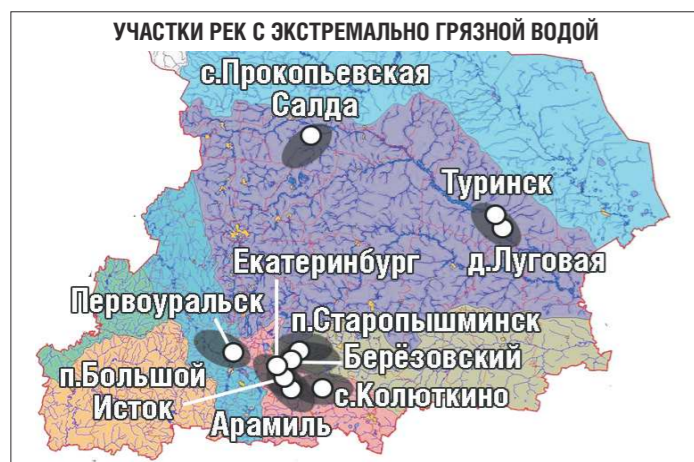 УЧАСТКИ РЕК С ЭКСТРЕМАЛЬНО ГРЯЗНОЙ ВОДОЙ
с.Прокопьевская
Салда
Туринск
д.Луговая
Екатеринбург
Первоуральск
п.Старопышминск
Берёзовский
п.Большой
Исток
с.Колюткино
Арамиль